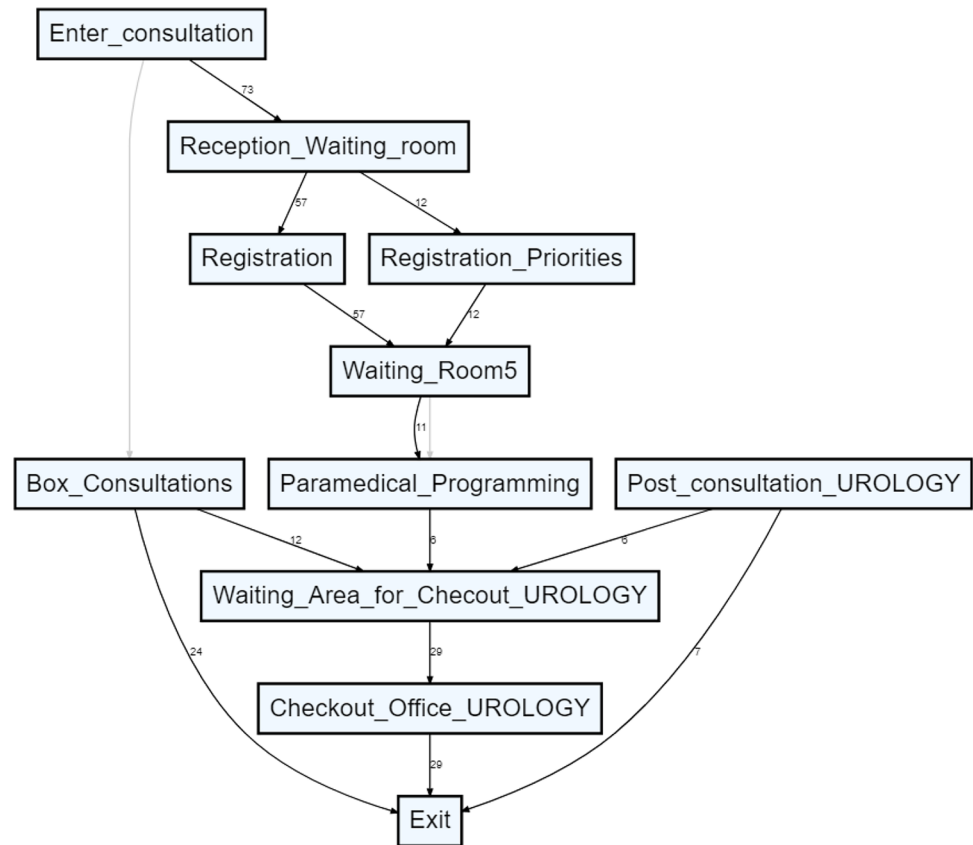 Enter_consultation
73
Reception_Waiting_room
57
12
Registration
Registration_Priorities
57
12
Waiting_Room5
11
Box_Consultations
Paramedical_Programming
Post_consultation_UROLOGY
12
6
6
Waiting_Area_for_Checout_UROLOGY
24
29
7
Checkout_Office_UROLOGY
29
Exit